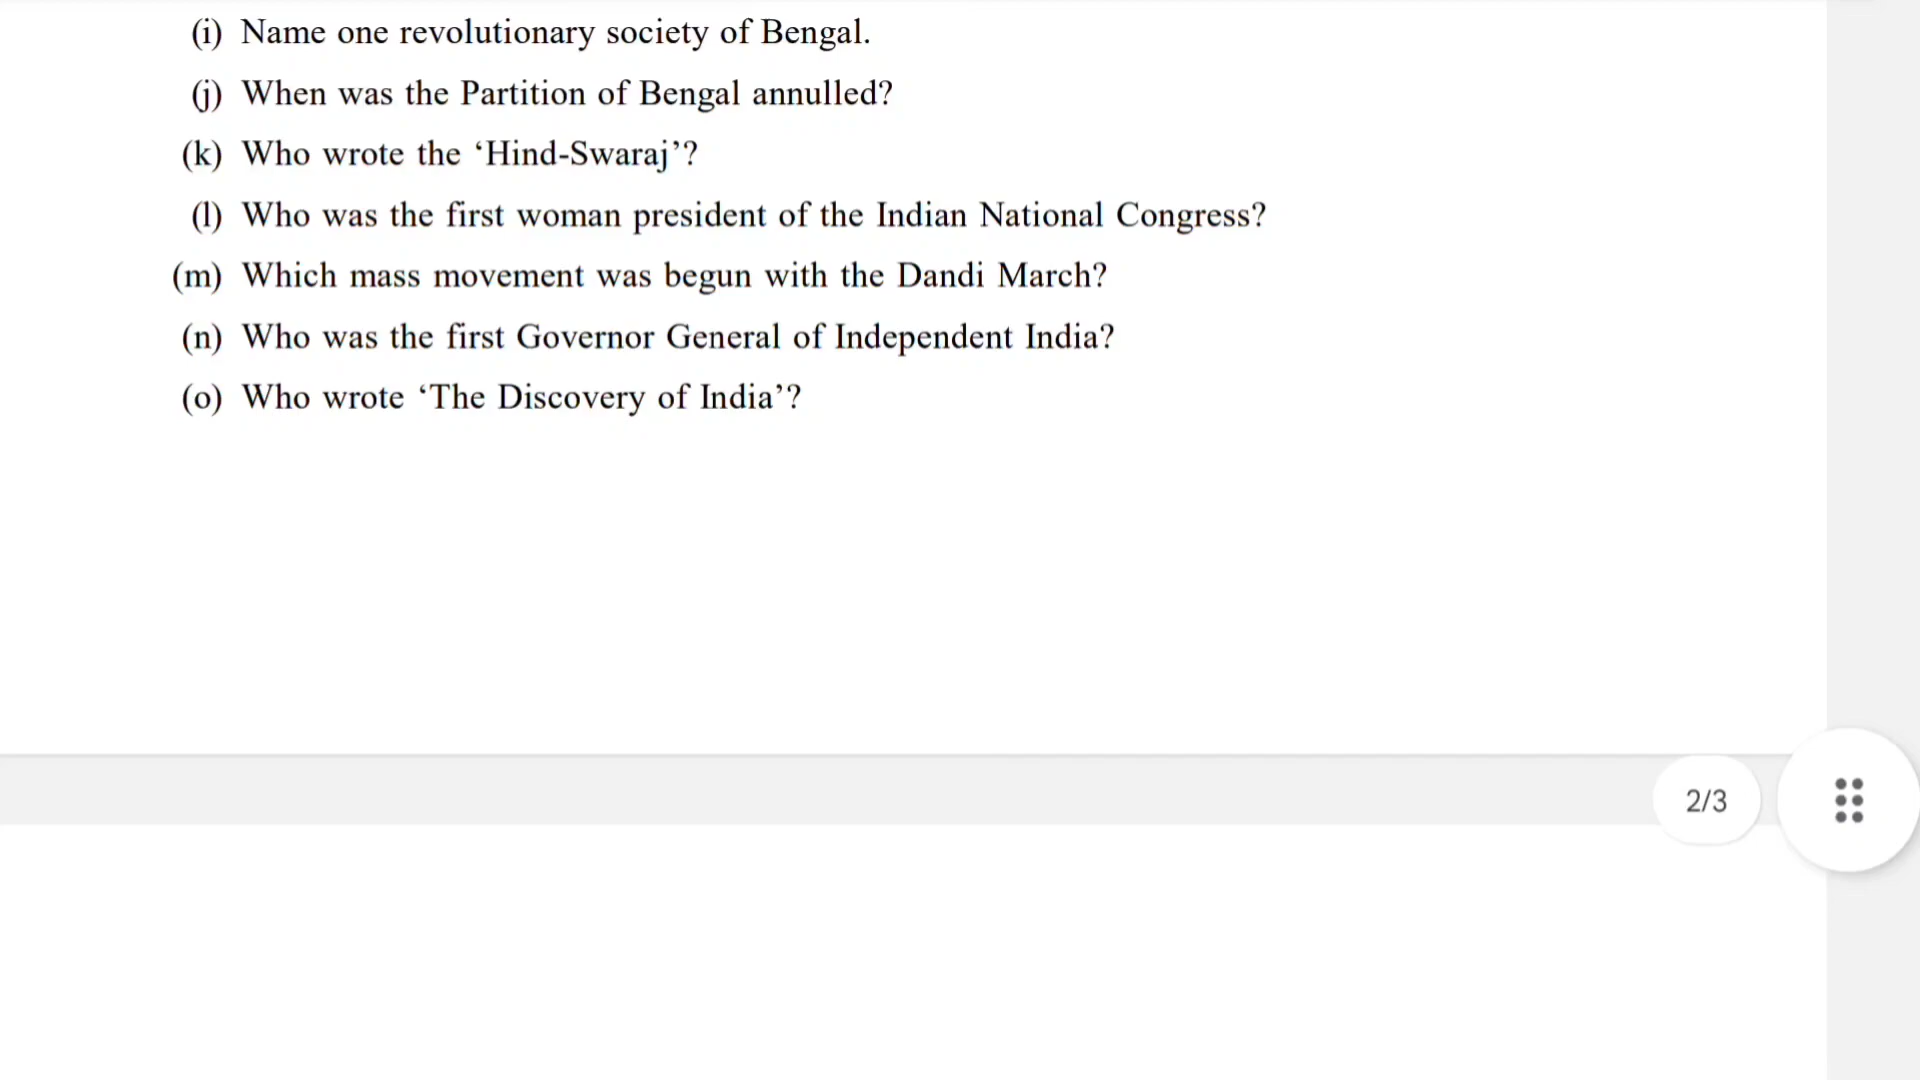 (i) Name one revolutionary society of Bengal.
(j) When was the Partition of Bengal annulled?
(k) Who wrote the ‘Hind-Swaraj’?
(l) Who was the first woman president of the Indian National Congress?
(m) Which mass movement was begun with the Dandi March?
(n) Who was the first Governor General of Independent India?
(o) Who wrote ‘The Discovery of India’?
2/3